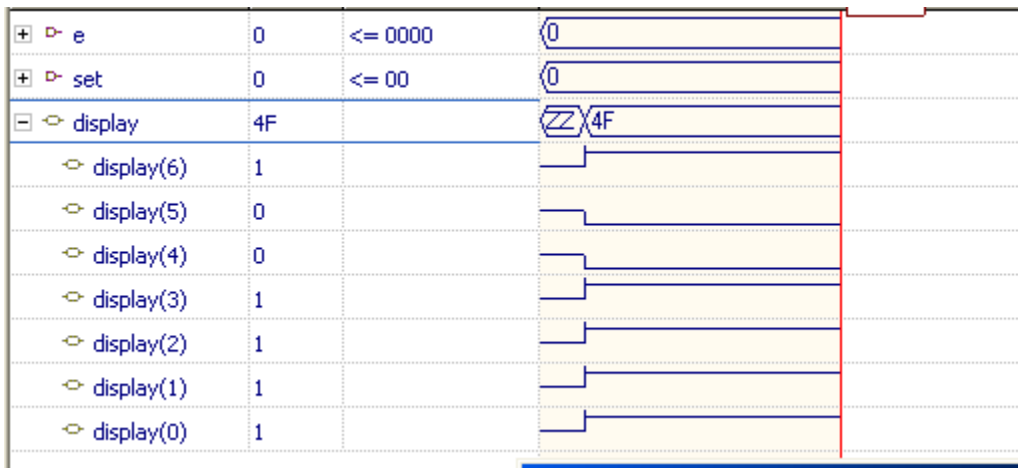 e 0 <= 0000 0
set 0 <= 00 0
display 4F ZZ 4F
display(6) 1
display(5) 0
display(4) 0
display(3) 1
display(2) 1
display(1) 1
display(0) 1